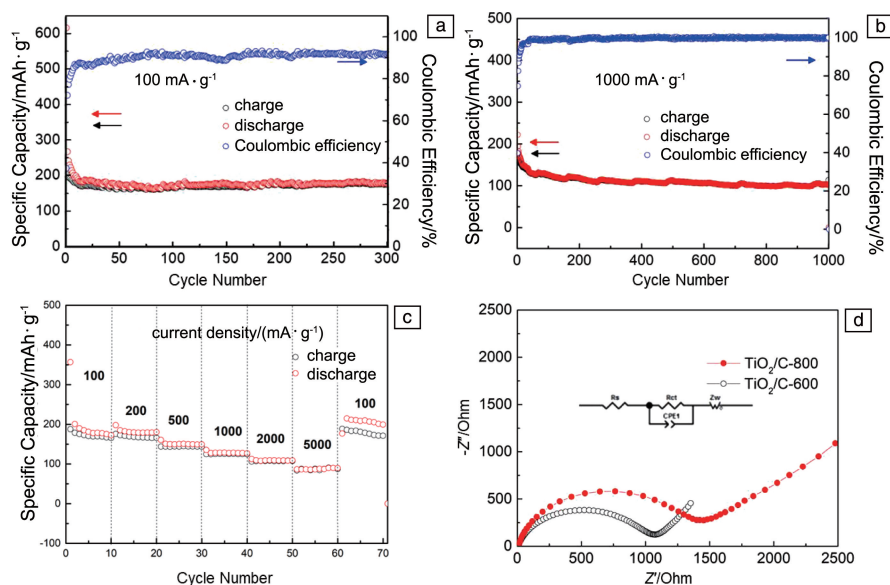 a
100 mA·g⁻¹
charge
discharge
Coulombic efficiency
Specific Capacity/mAh·g⁻¹
600
500
400
300
200
100
0
0 50 100 150 200 250 300
Cycle Number
100
80
60
40
20
0
Coulombic Efficiency/%
b
1000 mA·g⁻¹
charge
discharge
Coulombic efficiency
Specific Capacity/mAh·g⁻¹
450
400
350
300
250
200
150
100
50
0
0 200 400 600 800 1000
Cycle Number
100
80
60
40
20
0
Coulombic Efficiency/%
c
current density/(mA·g⁻¹)
charge
discharge
100
200
500
1000
2000
5000
100
Specific Capacity/mAh·g⁻¹
500
400
300
200
100
0
-100
0 10 20 30 40 50 60 70
Cycle Number
d
TiO₂/C-800
TiO₂/C-600
Rs Rct Zw
CPE1
-Z″/Ohm
2500
2000
1500
1000
500
0
0 500 1000 1500 2000 2500
Z′/Ohm